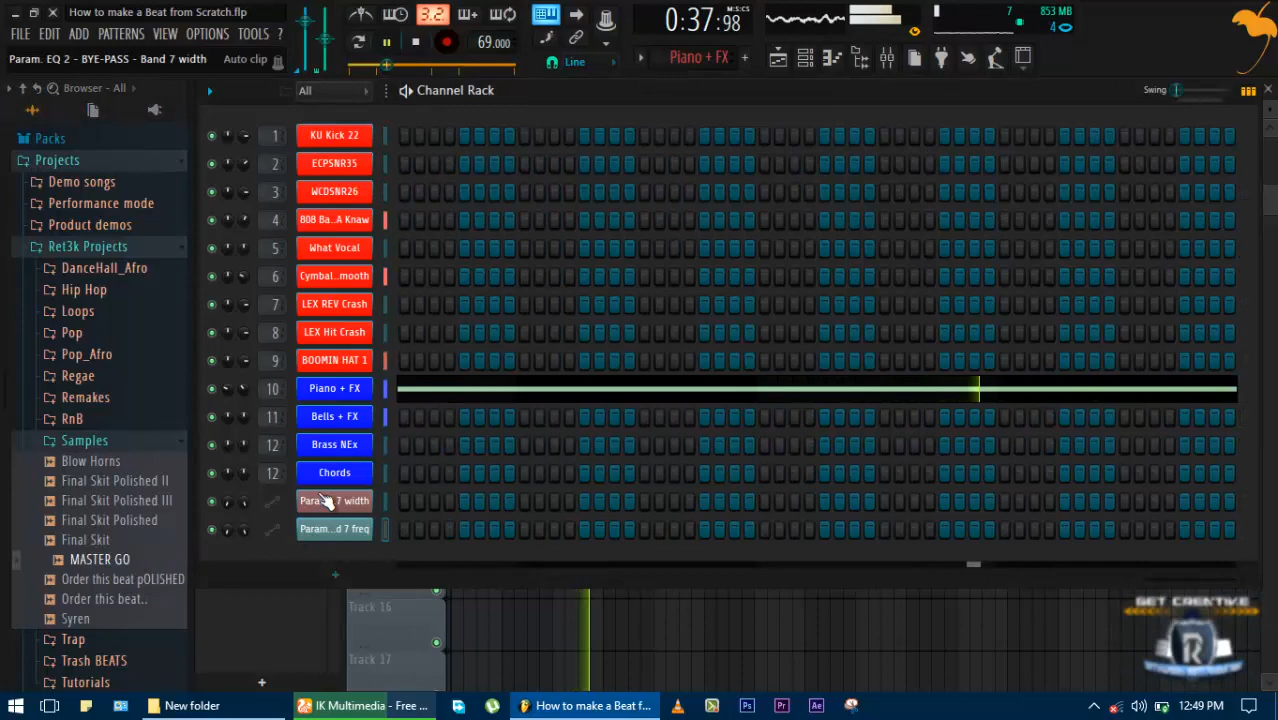 How to make a Beat from Scratch.flp
FILE EDIT ADD PATTERNS VIEW OPTIONS TOOLS ?
Param. EQ 2 - BYE-PASS - Band 7 width Auto clip
3.2
69.000
Line
0:37:98
M:S:CS
Piano + FX
7
853 MB
4
Browser - All
All
Channel Rack
Swing
Packs
Projects
Demo songs
Performance mode
Product demos
Ret3k Projects
DanceHall_Afro
Hip Hop
Loops
Pop
Pop_Afro
Regae
Remakes
RnB
Samples
Blow Horns
Final Skit Polished II
Final Skit Polished III
Final Skit Polished
Final Skit
MASTER GO
Order this beat pOLISHED
Order this beat..
Syren
Trap
Trash BEATS
Tutorials
1 KU Kick 22
2 ECPSNR35
3 WCDSNR26
4 808 Ba..A Knaw
5 What Vocal
6 Cymbal..mooth
7 LEX REV Crash
8 LEX Hit Crash
9 BOOMIN HAT 1
10 Piano + FX
11 Bells + FX
12 Brass NEx
12 Chords
Para... 7 width
Param...d 7 freq
Track 16
Track 17
GET CRENTIVE
R
New folder
IK Multimedia - Free ...
How to make a Beat f...
Ps
Pr
Ae
12:49 PM